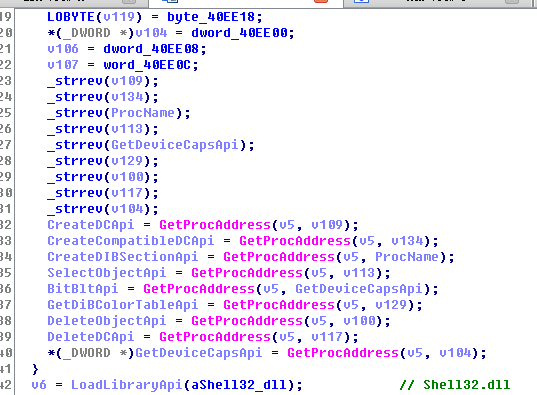 19 LOBYTE(v119) = byte_40EE18;
20 *(_DWORD *)v104 = dword_40EE00;
21 v106 = dword_40EE08;
22 v107 = word_40EE0C;
23 _strrev(v109);
24 _strrev(v134);
25 _strrev(ProcName);
26 _strrev(v113);
27 _strrev(GetDeviceCapsApi);
28 _strrev(v129);
29 _strrev(v100);
30 _strrev(v117);
31 _strrev(v104);
32 CreateDCApi = GetProcAddress(v5, v109);
33 CreateCompatibleDCApi = GetProcAddress(v5, v134);
34 CreateDIBSectionApi = GetProcAddress(v5, ProcName);
35 SelectObjectApi = GetProcAddress(v5, v113);
36 BitBltApi = GetProcAddress(v5, GetDeviceCapsApi);
37 GetDiBColorTableApi = GetProcAddress(v5, v129);
38 DeleteObjectApi = GetProcAddress(v5, v100);
39 DeleteDCApi = GetProcAddress(v5, v117);
40 *(_DWORD *)GetDeviceCapsApi = GetProcAddress(v5, v104);
41 }
42 v6 = LoadLibraryApi(aShell32_dll); // Shell32.dll